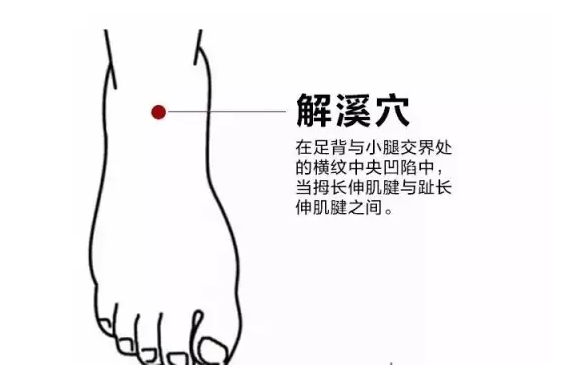 解溪穴
在足背与小腿交界处
的横纹中央凹陷中，
当拇长伸肌腱与趾长
伸肌腱之间。